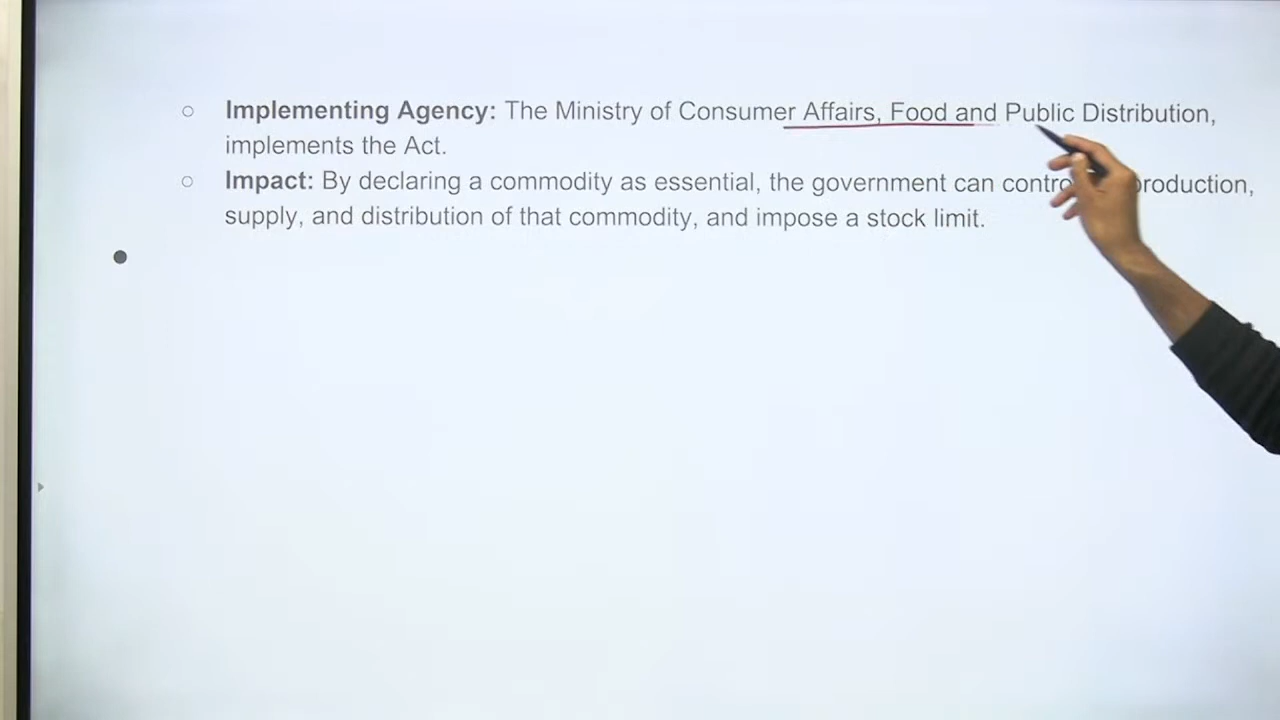 Implementing Agency: The Ministry of Consumer Affairs, Food and Public Distribution,
implements the Act.
Impact: By declaring a commodity as essential, the government can production,
supply, and distribution of that commodity, and impose a stock limit.